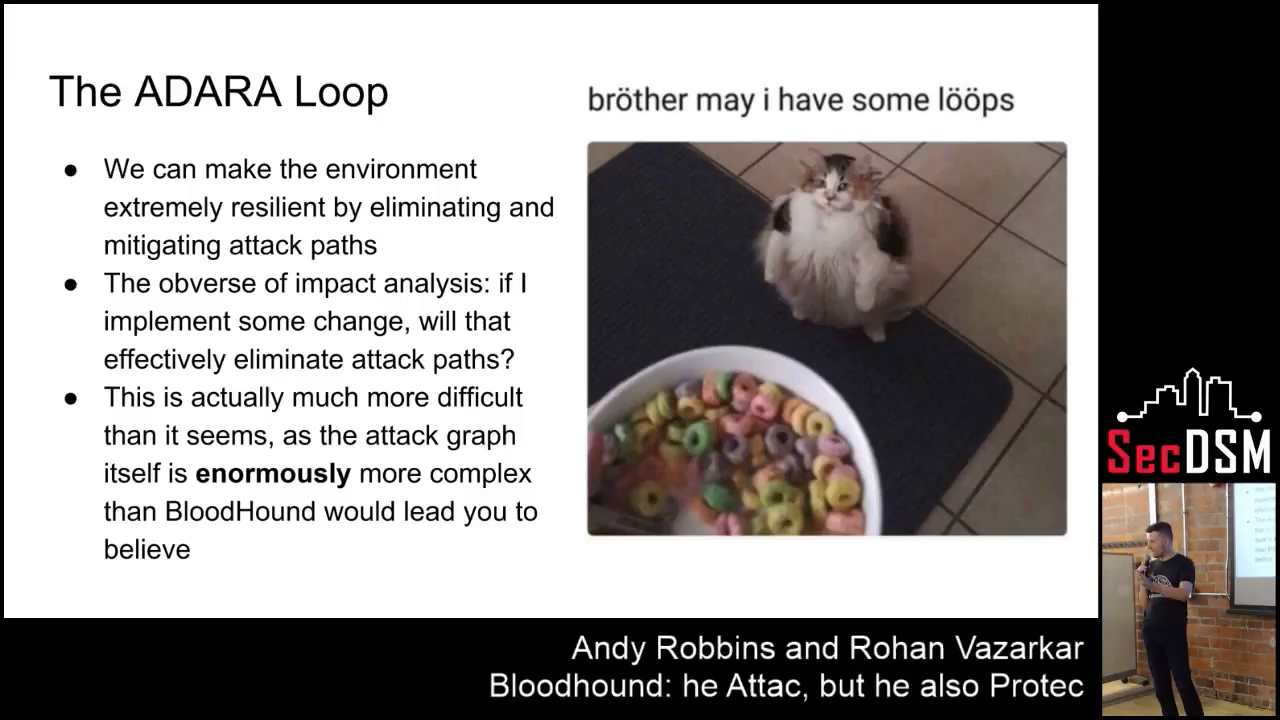 The ADARA Loop
● We can make the environment
extremely resilient by eliminating and
mitigating attack paths
● The obverse of impact analysis: if I
implement some change, will that
effectively eliminate attack paths?
● This is actually much more difficult
than it seems, as the attack graph
itself is enormously more complex
than BloodHound would lead you to
believe
bröther may i have some lööps
SecDSM
Andy Robbins and Rohan Vazarkar
Bloodhound: he Attac, but he also Protec